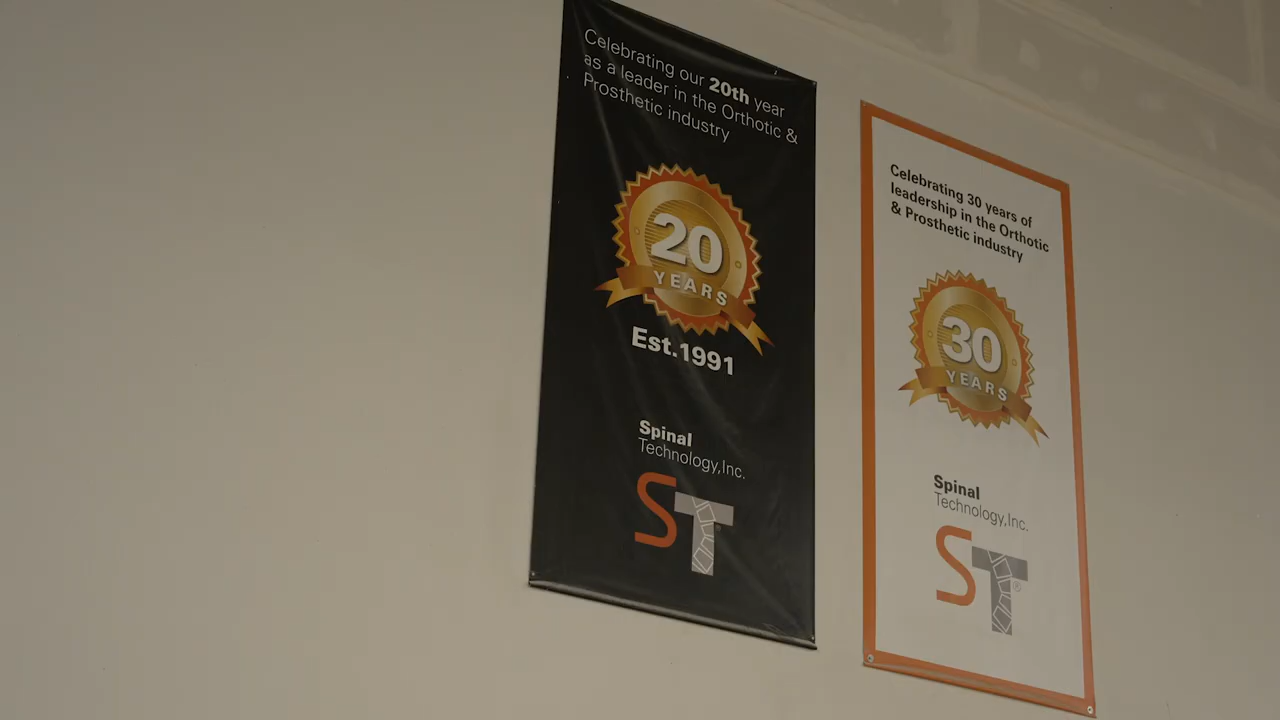 Celebrating our 20th year
as a leader in the Orthotic &
Prosthetic industry
20
YEARS
Est.1991
Spinal
Technology,Inc.
ST
Celebrating 30 years of
leadership in the Orthotic
& Prosthetic industry
30
YEARS
Spinal
Technology,Inc.
ST®